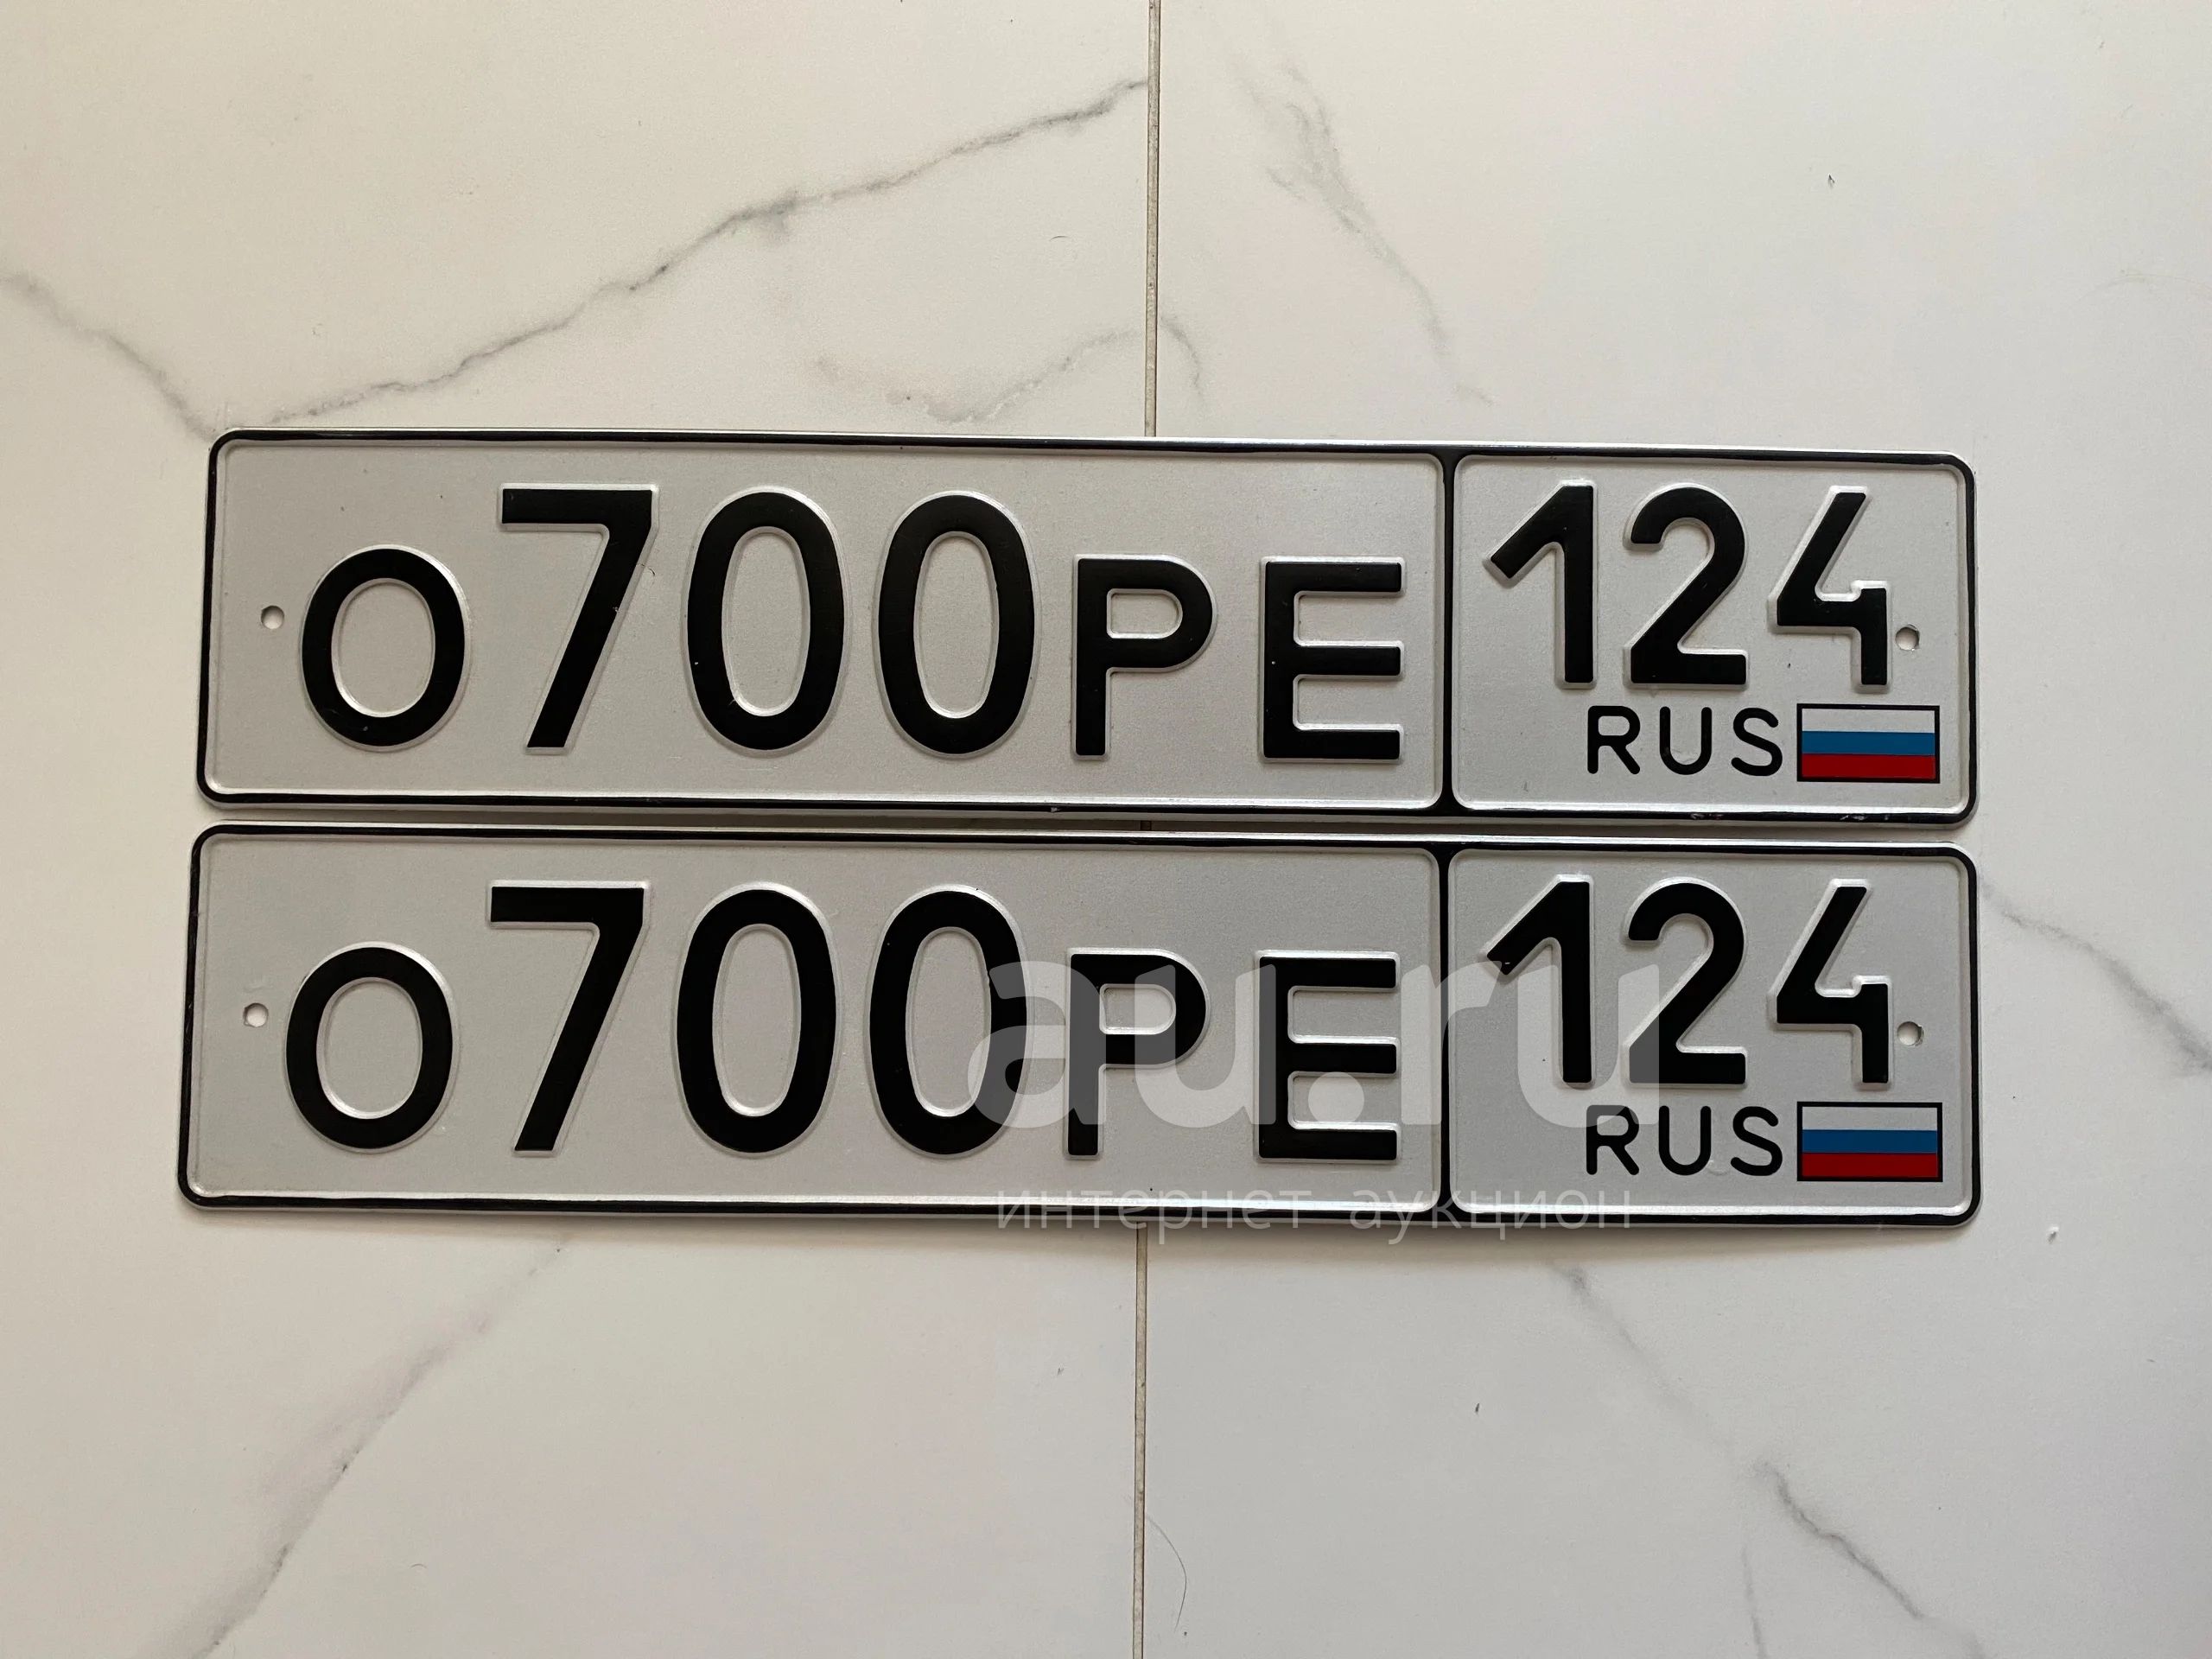 О700РЕ 124
RUS
О700РЕ 124
RUS
au.ru
интернет аукцион